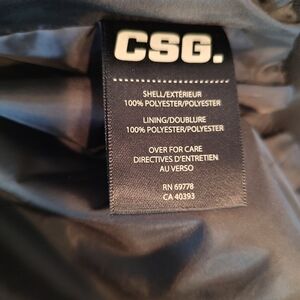 CSG.
SHELL/EXTÉRIEUR
100% POLYESTER/POLYESTER
LINING/DOUBLURE
100% POLYESTER/POLYESTER
OVER FOR CARE
DIRECTIVES D'ENTRETIEN
AU VERSO
RN 69778
CA 40393